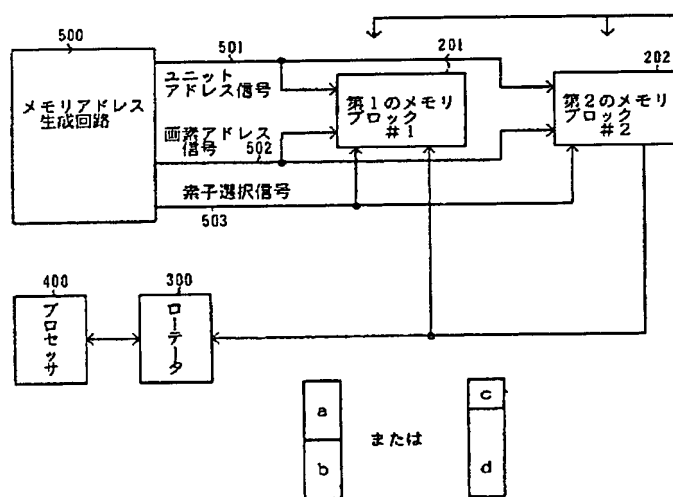 500
メモリアドレス
生成回路
501
ユニット
アドレス信号
画素アドレス
信号
502
素子選択信号
503
201
第1のメモリ
ブロック
#1
202
第2のメモリ
ブロック
#2
400
プロセッサ
300
ローテータ
a
b
または
c
d